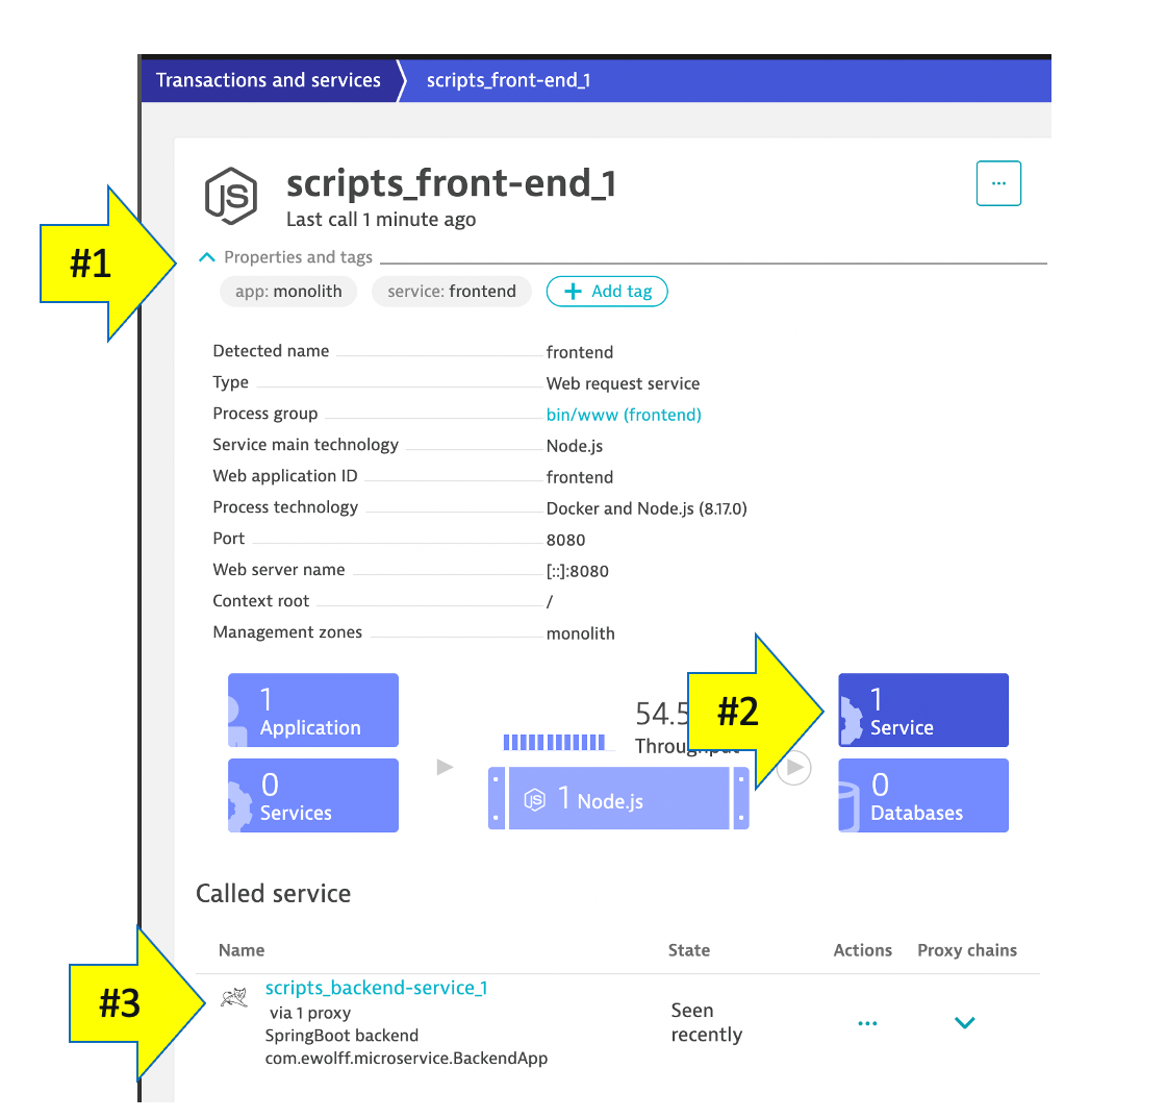 Transactions and services scripts_front-end_1
JS
scripts_front-end_1
...
Last call 1 minute ago
#1
Properties and tags
app: monolith service: frontend + Add tag
Detected name frontend
Type Web request service
Process group bin/www (frontend)
Service main technology Node.js
Web application ID frontend
Process technology Docker and Node.js (8.17.0)
Port 8080
Web server name [::]:8080
Context root /
Management zones monolith
1
Application
0
Services
54.5
Throughput
JS 1 Node.js
#2
1
Service
0
Databases
Called service
Name State Actions Proxy chains
#3
scripts_backend-service_1
via 1 proxy
SpringBoot backend
com.ewolff.microservice.BackendApp
Seen
recently
...